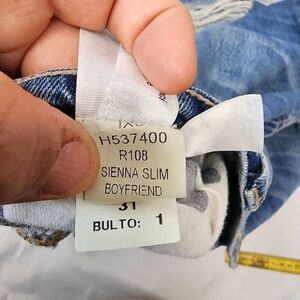 H537400
R108
SIENNA SLIM
BOYFRIEND
31
BULTO: 1